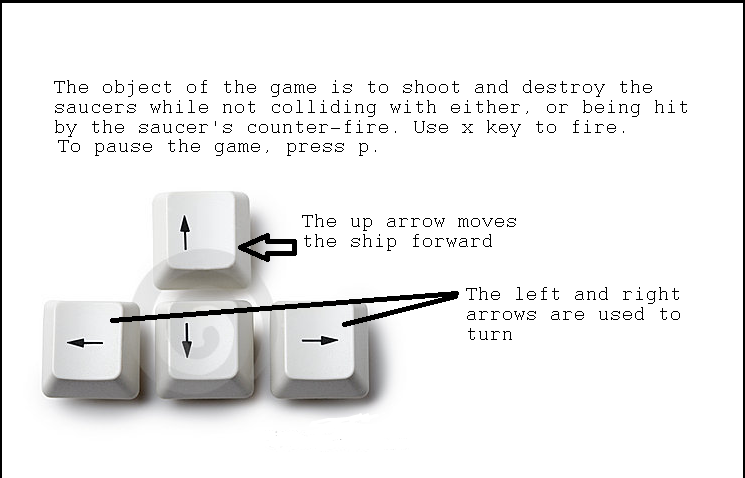 The object of the game is to shoot and destroy the
saucers while not colliding with either, or being hit
by the saucer's counter-fire. Use x key to fire.
To pause the game, press p.
The up arrow moves
the ship forward
The left and right
arrows are used to
turn